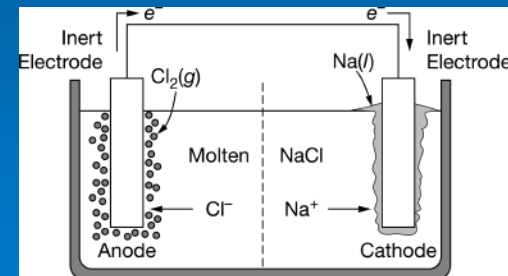 e⁻ e⁻
Inert
Electrode
Cl₂(g)
Na(l)
Inert
Electrode
Molten NaCl
Cl⁻ Na⁺
Anode Cathode